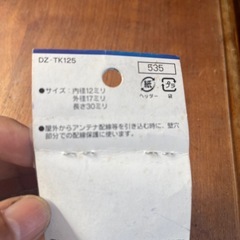 DZ-TK125
535
●サイズ：内径12ミリ
外径17ミリ
長さ30ミリ
紙
プラ
ヘッダー
袋
●屋外からアンテナ配線等を引き込む時に、壁穴
部分での配線保護に使います。